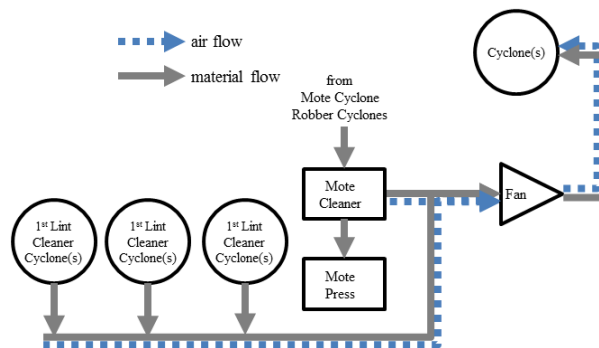 air flow
material flow
Cyclone(s)
from
Mote Cyclone
Robber Cyclones
Mote
Cleaner
Fan
1st Lint
Cleaner
Cyclone(s)
1st Lint
Cleaner
Cyclone(s)
1st Lint
Cleaner
Cyclone(s)
Mote
Press